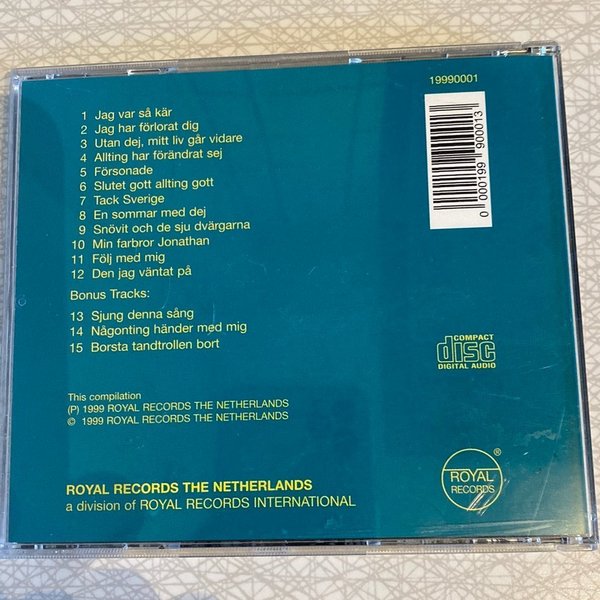 19990001
1 Jag var så kär
2 Jag har förlorat dig
3 Utan dej, mitt liv går vidare
4 Allting har förändrat sej
5 Försonade
6 Slutet gott allting gott
7 Tack Sverige
8 En sommar med dej
9 Snövit och de sju dvärgarna
10 Min farbror Jonathan
11 Följ med mig
12 Den jag väntat på
Bonus Tracks:
13 Sjung denna sång
14 Någonting händer med mig
15 Borsta tandtrollen bort
0 000199 900013
COMPACT
disc
DIGITAL AUDIO
This compilation
(P) 1999 ROYAL RECORDS THE NETHERLANDS
© 1999 ROYAL RECORDS THE NETHERLANDS
ROYAL RECORDS THE NETHERLANDS
a division of ROYAL RECORDS INTERNATIONAL
®
ROYAL
RECORDS